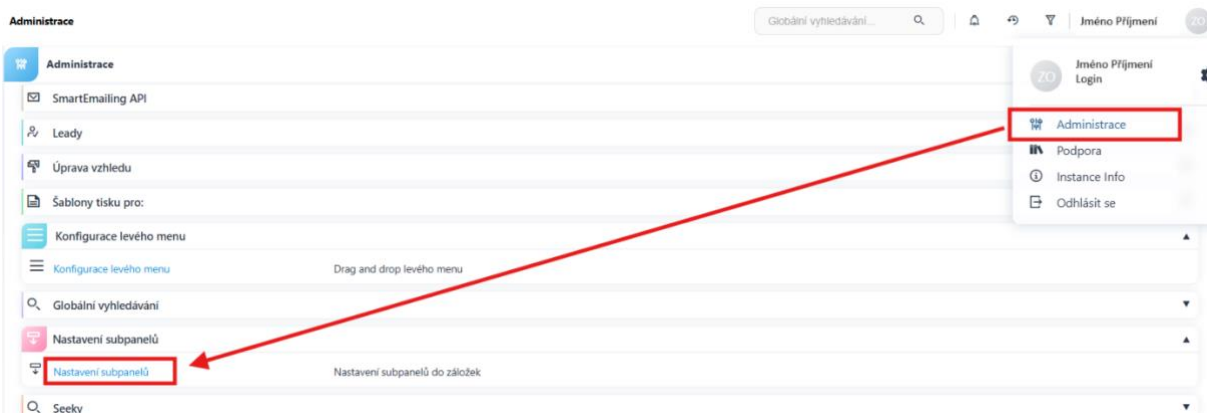 Administrace
Globální vyhledávání...
Jméno Příjmení
ZO
Administrace
ZO
Jméno Příjmení
Login
Administrace
Podpora
Instance Info
Odhlásit se
SmartEmailing API
Leady
Úprava vzhledu
Šablony tisku pro:
Konfigurace levého menu
Konfigurace levého menu Drag and drop levého menu
Globální vyhledávání
Nastavení subpanelů
Nastavení subpanelů Nastavení subpanelů do záložek
Seeky